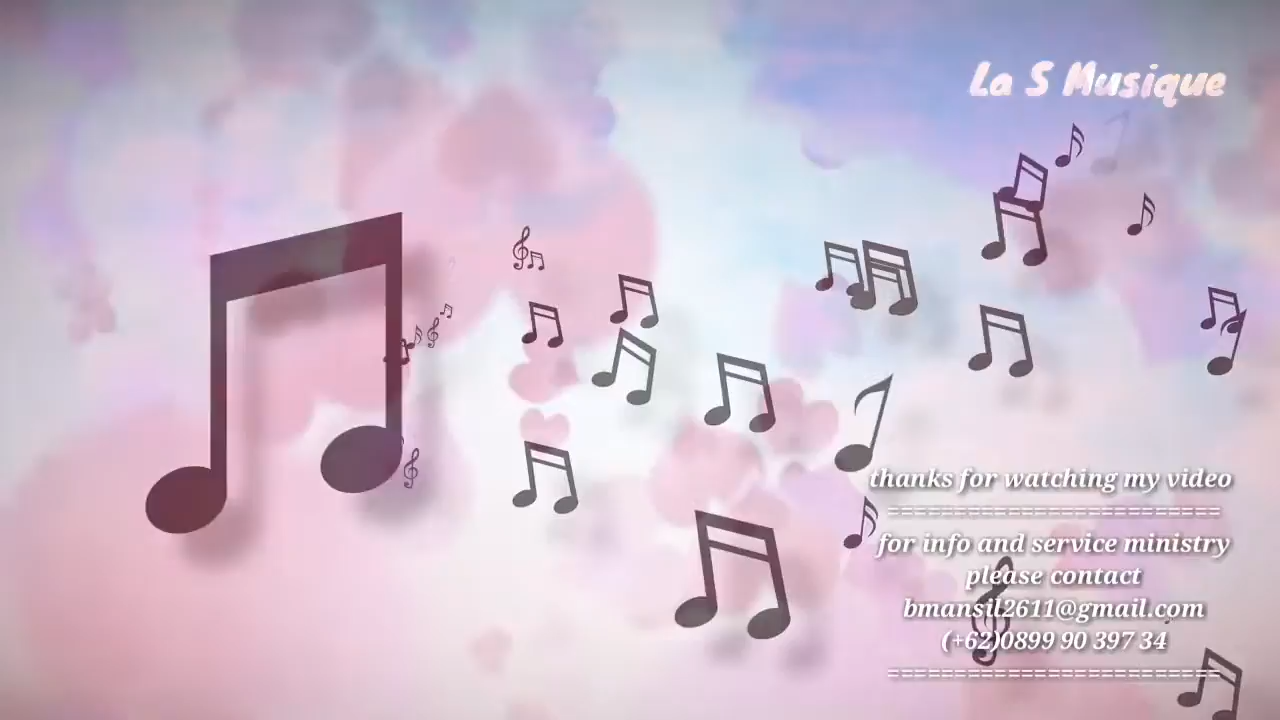 La S Musique
thanks for watching my video
==========================
for info and service ministry
please contact
bmansil2611@gmail.com
(+62)0899 90 397 34
==========================